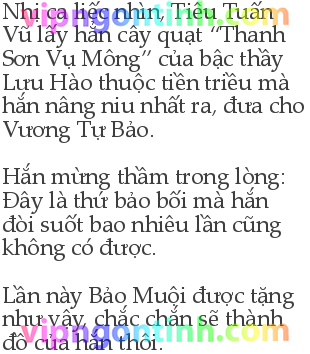 Nhị ca liếc nhìn, Tiêu Tuấn
Vũ lấy hẳn cây quạt “Thanh
Sơn Vụ Mông” của bậc thầy
Lưu Hào thuộc tiền triều mà
hắn nâng niu nhất ra, đưa cho
Vương Tự Bảo.
Hắn mừng thầm trong lòng:
Đây là thứ bảo bối mà hắn
đòi suốt bao nhiêu lần cũng
không có được.
Lần này Bảo Muội được tặng
như vậy, chắc chắn sẽ thành
đồ của hắn thôi.
vipngontinh.com
vipngontinh.com
vipngontinh.com